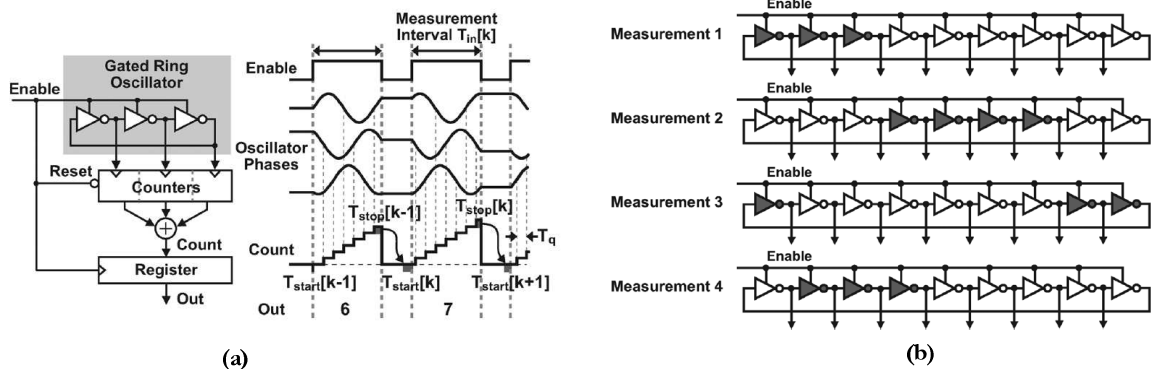 Measurement
Interval Tin[k]
Enable
Gated Ring
Oscillator
Enable
Oscillator
Phases
Reset
Counters
Tstop[k-1]
Tstop[k]
Tq
Count
Count
Register
Tstart[k-1]
Tstart[k]
Tstart[k+1]
Out
Out
6
7
(a)
Enable
Measurement 1
Enable
Measurement 2
Enable
Measurement 3
Enable
Measurement 4
(b)